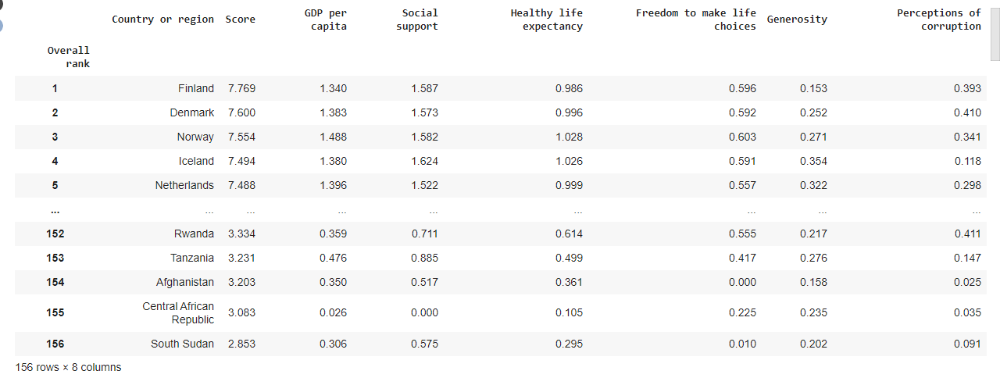 Country or region Score GDP per capita Social support Healthy life expectancy Freedom to make life choices Generosity Perceptions of corruption
Overall rank
1 Finland 7.769 1.340 1.587 0.986 0.596 0.153 0.393
2 Denmark 7.600 1.383 1.573 0.996 0.592 0.252 0.410
3 Norway 7.554 1.488 1.582 1.028 0.603 0.271 0.341
4 Iceland 7.494 1.380 1.624 1.026 0.591 0.354 0.118
5 Netherlands 7.488 1.396 1.522 0.999 0.557 0.322 0.298
... ... ... ... ... ... ... ... ...
152 Rwanda 3.334 0.359 0.711 0.614 0.555 0.217 0.411
153 Tanzania 3.231 0.476 0.885 0.499 0.417 0.276 0.147
154 Afghanistan 3.203 0.350 0.517 0.361 0.000 0.158 0.025
155 Central African Republic 3.083 0.026 0.000 0.105 0.225 0.235 0.035
156 South Sudan 2.853 0.306 0.575 0.295 0.010 0.202 0.091
156 rows × 8 columns